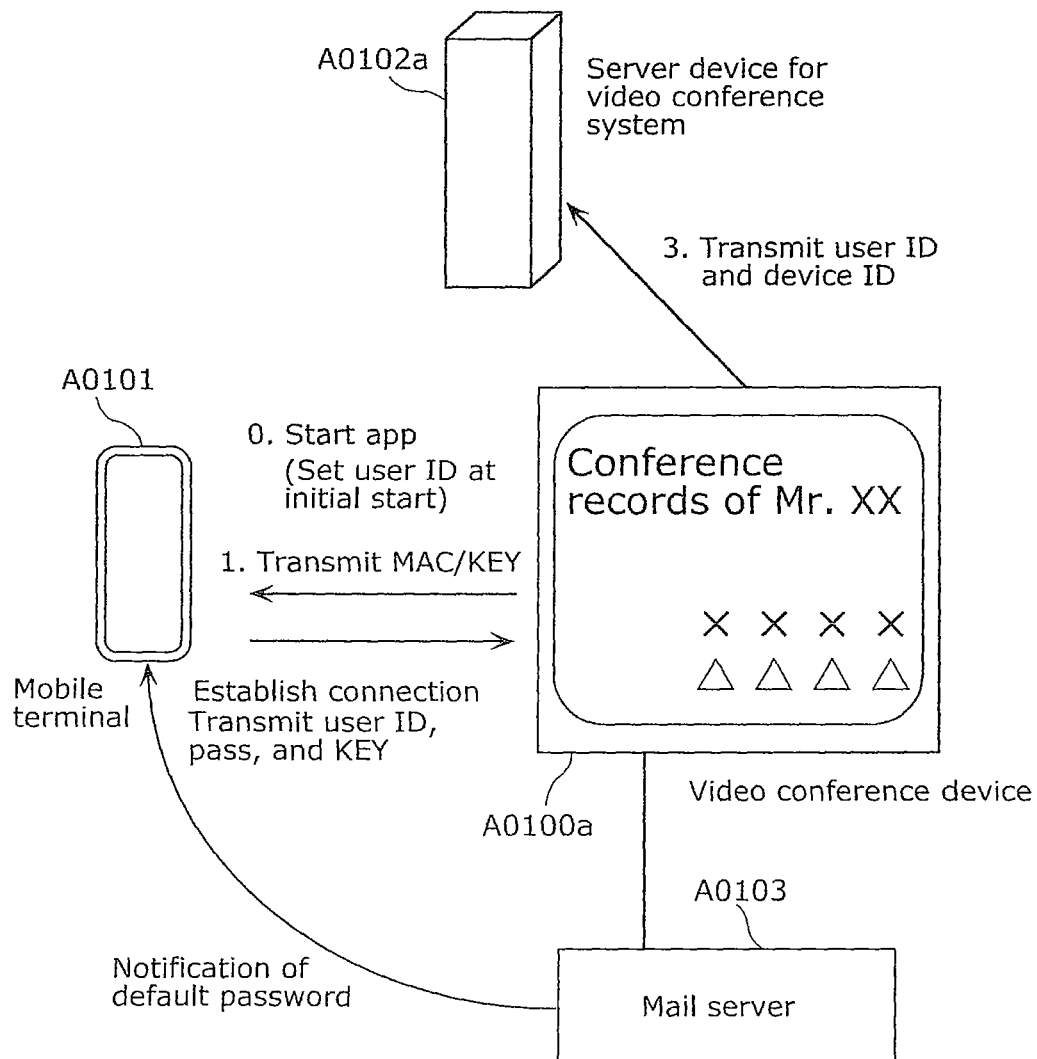 A0102a
Server device for
video conference
system
3. Transmit user ID
and device ID
A0101
0. Start app
(Set user ID at
initial start)
1. Transmit MAC/KEY
Conference
records of Mr. XX
Mobile
terminal
Establish connection
Transmit user ID,
pass, and KEY
A0100a
Video conference device
A0103
Notification of
default password
Mail server